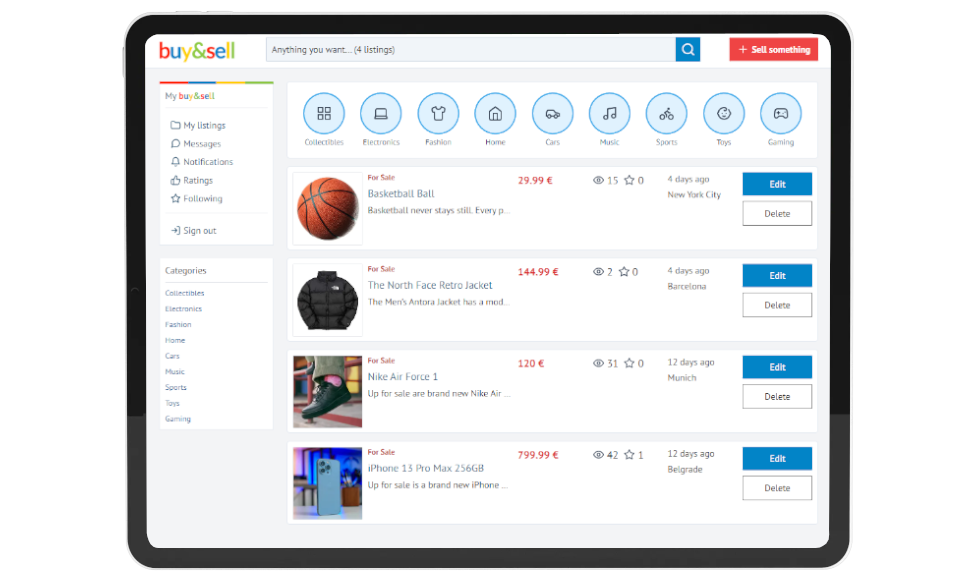 buy&sell
Anything you want... (4 listings)
+ Sell something
My buy&sell
My listings
Messages
Notifications
Ratings
Following
Sign out
Categories
Collectibles
Electronics
Fashion
Home
Cars
Music
Sports
Toys
Gaming
Collectibles
Electronics
Fashion
Home
Cars
Music
Sports
Toys
Gaming
For Sale
Basketball Ball
Basketball never stays still. Every p...
29.99 €
15 0
4 days ago
New York City
Edit
Delete
For Sale
The North Face Retro Jacket
The Men's Antora Jacket has a mod...
144.99 €
2 0
4 days ago
Barcelona
Edit
Delete
For Sale
Nike Air Force 1
Up for sale are brand new Nike Air ...
120 €
31 0
12 days ago
Munich
Edit
Delete
For Sale
iPhone 13 Pro Max 256GB
Up for sale is a brand new iPhone ...
799.99 €
42 1
12 days ago
Belgrade
Edit
Delete